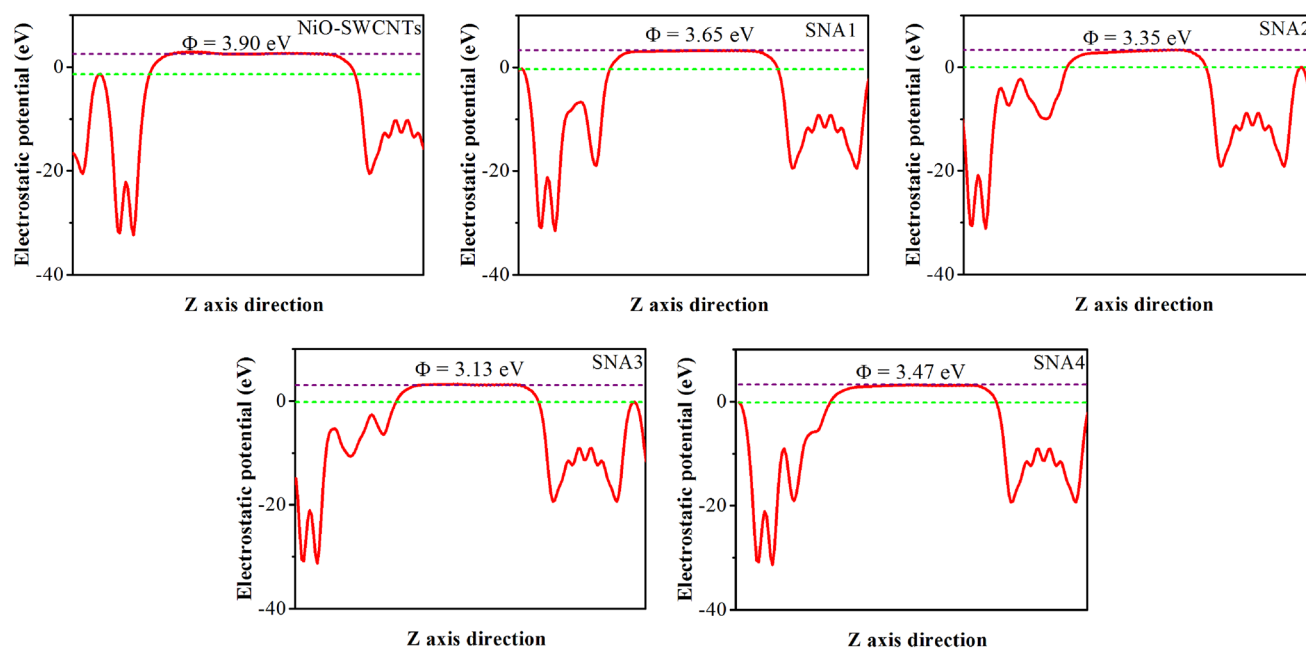 NiO-SWCNTs
Φ = 3.90 eV
Electrostatic potential (eV)
0
-20
-40
Z axis direction
SNA1
Φ = 3.65 eV
Electrostatic potential (eV)
0
-20
-40
Z axis direction
SNA2
Φ = 3.35 eV
Electrostatic potential (eV)
0
-20
-40
Z axis direction
SNA3
Φ = 3.13 eV
Electrostatic potential (eV)
0
-20
-40
Z axis direction
SNA4
Φ = 3.47 eV
Electrostatic potential (eV)
0
-20
-40
Z axis direction